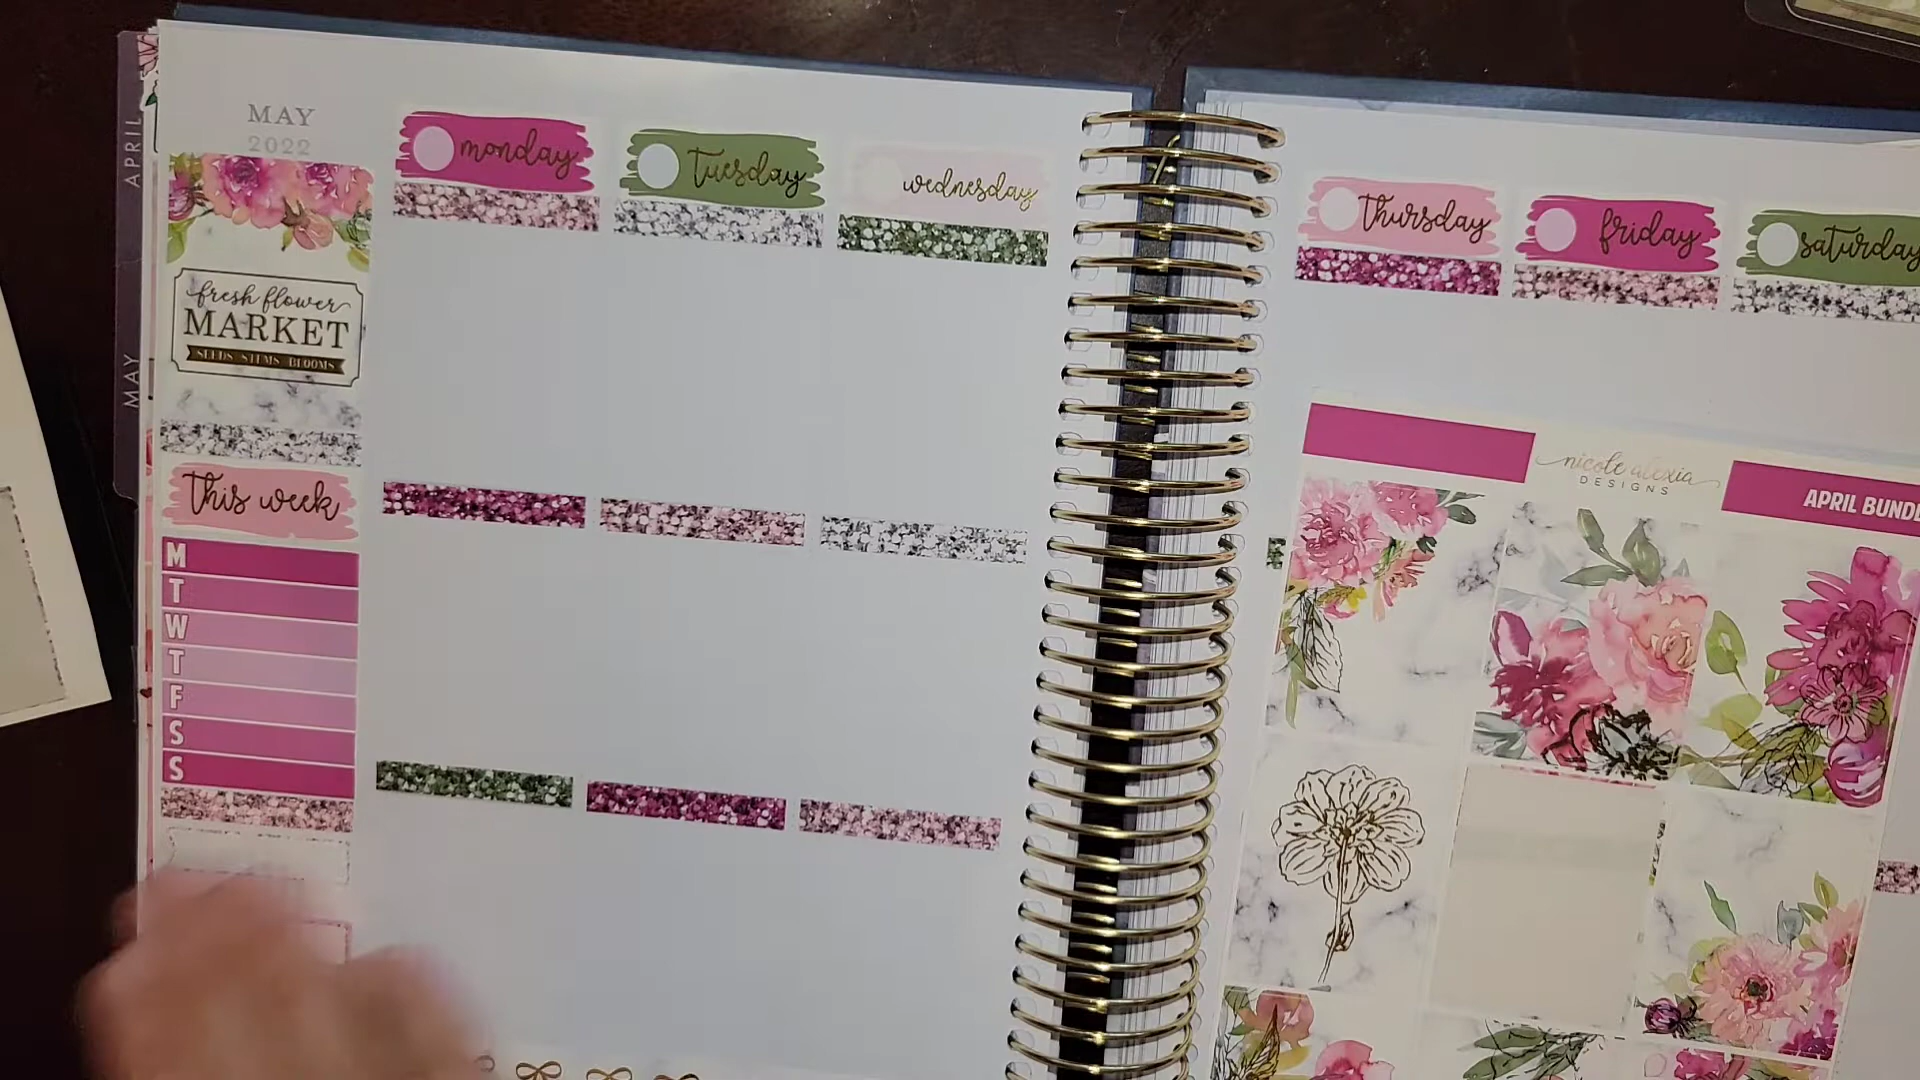 MAY
2022
APRIL
MAY
monday
Tuesday
wednesday
Thursday
friday
saturday
fresh flower
MARKET
SEEDS STEMS BLOOMS
This week
M
T
W
T
F
S
S
nicole alexia
DESIGNS
APRIL